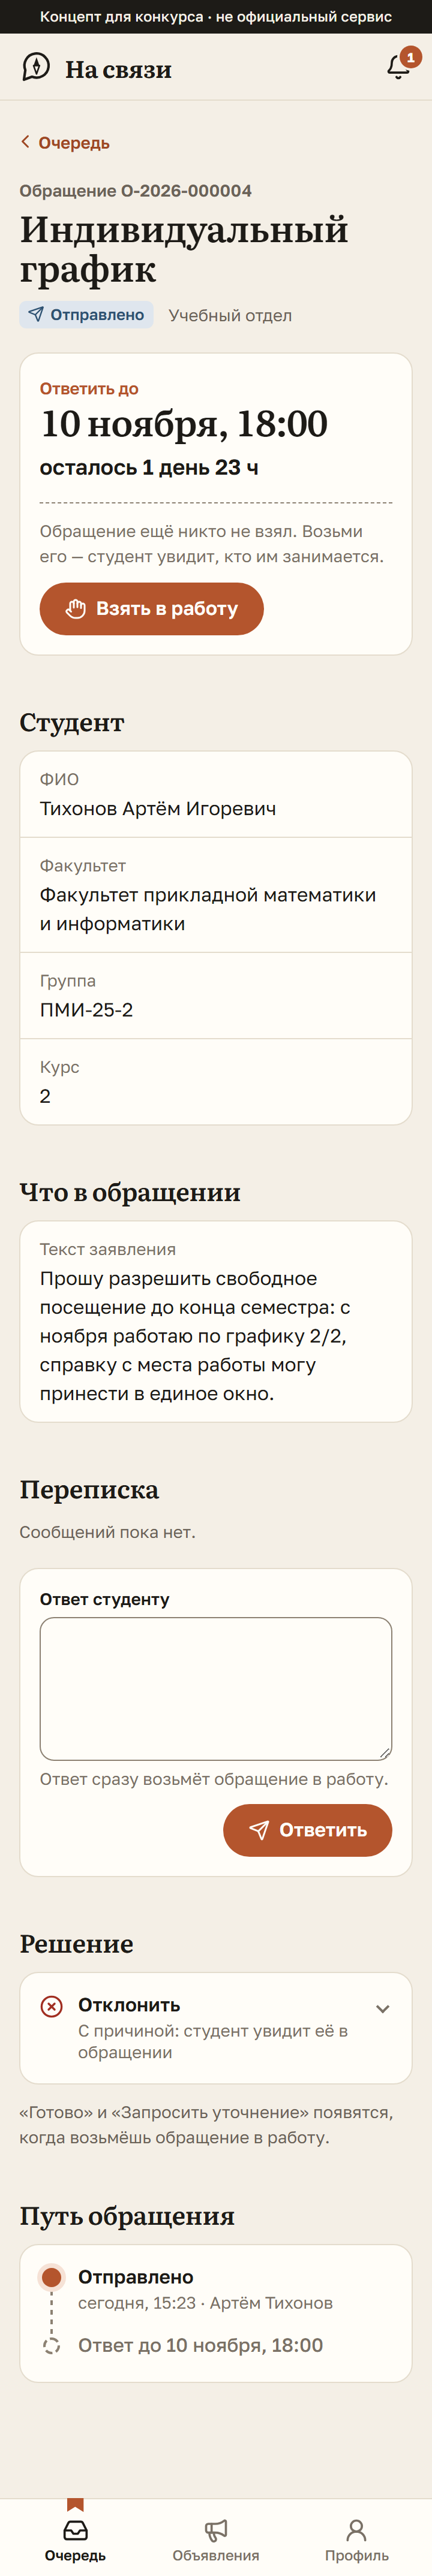 Концепт для конкурса · не официальный сервис
На связи
1
Очередь
Обращение О-2026-000004
Индивидуальный
график
Отправлено
Учебный отдел
Ответить до
10 ноября, 18:00
осталось 1 день 23 ч
Обращение ещё никто не взял. Возьми
его — студент увидит, кто им занимается.
Взять в работу
Студент
ФИО
Тихонов Артём Игоревич
Факультет
Факультет прикладной математики
и информатики
Группа
ПМИ-25-2
Курс
2
Что в обращении
Текст заявления
Прошу разрешить свободное
посещение до конца семестра: с
ноября работаю по графику 2/2,
справку с места работы могу
принести в единое окно.
Переписка
Сообщений пока нет.
Ответ студенту
Ответ сразу возьмёт обращение в работу.
Ответить
Решение
Отклонить
С причиной: студент увидит её в
обращении
«Готово» и «Запросить уточнение» появятся,
когда возьмёшь обращение в работу.
Путь обращения
Отправлено
сегодня, 15:23 · Артём Тихонов
Ответ до 10 ноября, 18:00
Очередь
Объявления
Профиль